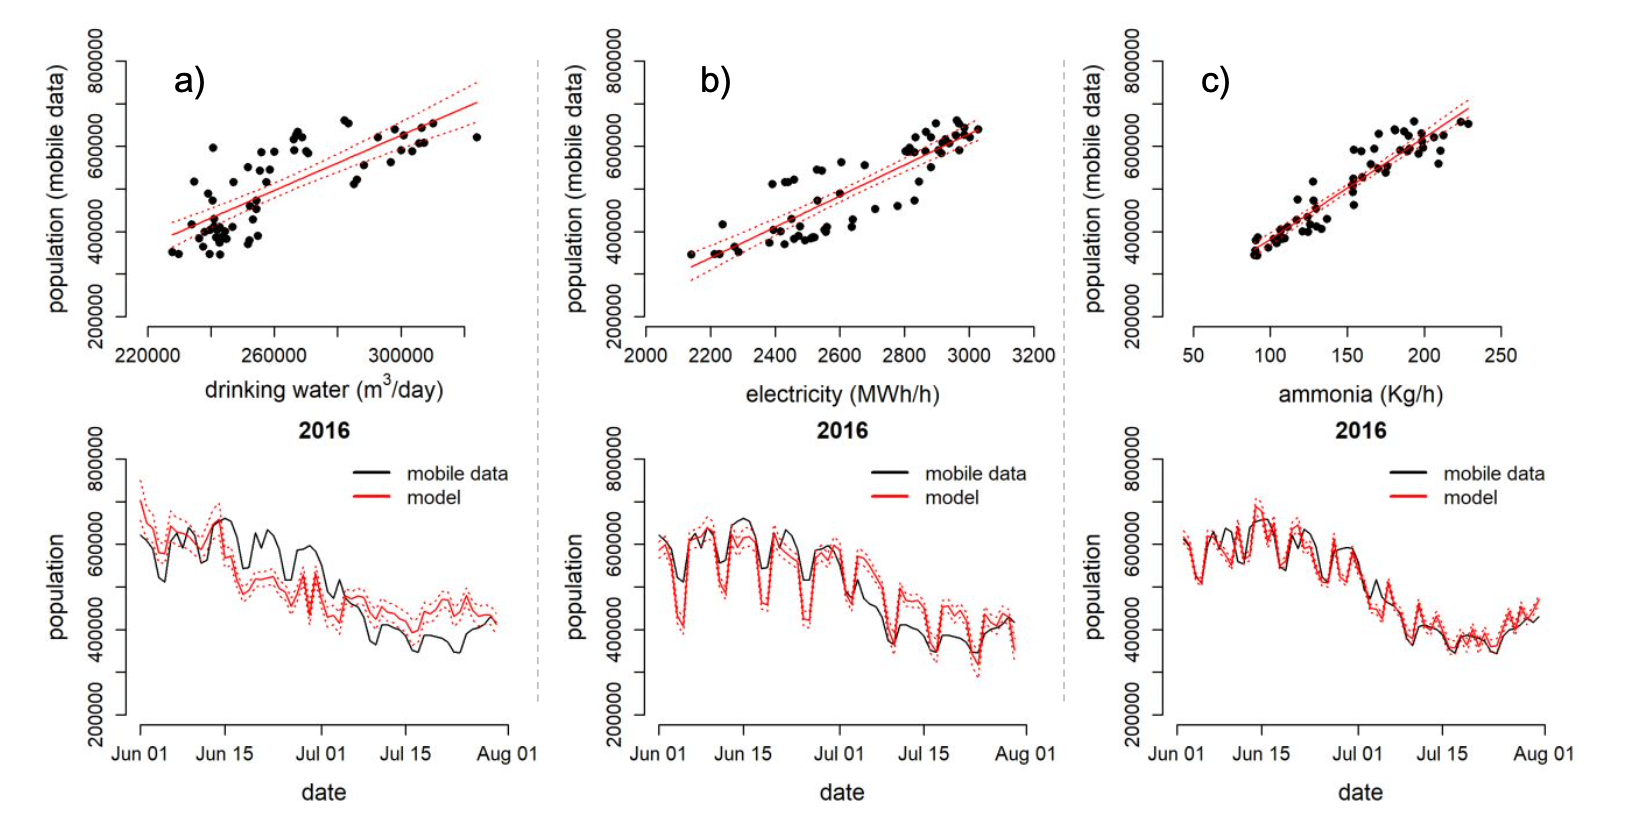 a)
population (mobile data)
800000
600000
400000
200000
220000 260000 300000
drinking water (m3/day)
b)
population (mobile data)
800000
600000
400000
200000
2000 2200 2400 2600 2800 3000 3200
electricity (MWh/h)
c)
population (mobile data)
800000
600000
400000
200000
50 100 150 200 250
ammonia (Kg/h)
2016
mobile data
model
population
800000
600000
400000
200000
Jun 01 Jun 15 Jul 01 Jul 15 Aug 01
date
2016
mobile data
model
population
800000
600000
400000
200000
Jun 01 Jun 15 Jul 01 Jul 15 Aug 01
date
2016
mobile data
model
population
800000
600000
400000
200000
Jun 01 Jun 15 Jul 01 Jul 15 Aug 01
date